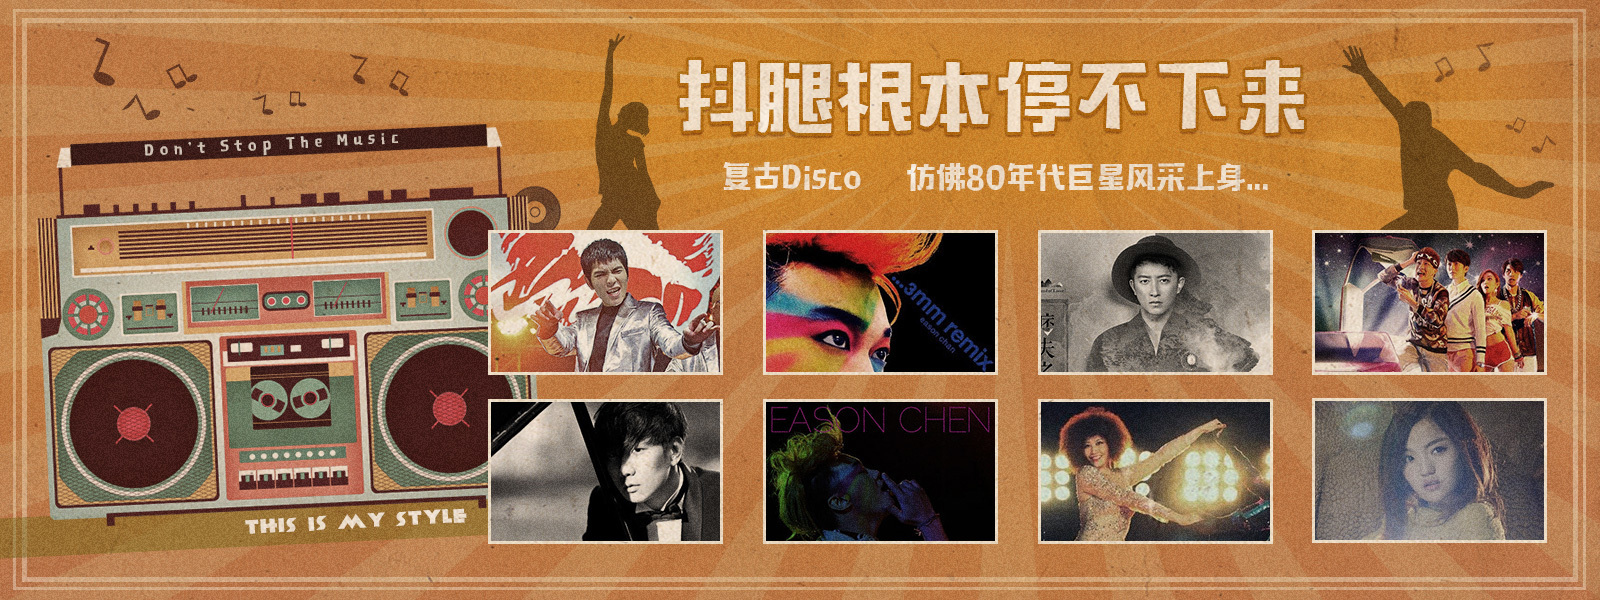 抖腿根本停不下来
Don't Stop The Music
复古Disco 仿佛80年代巨星风采上身...
...3mm remix
eason chan
EASON CHEN
THIS IS MY STYLE